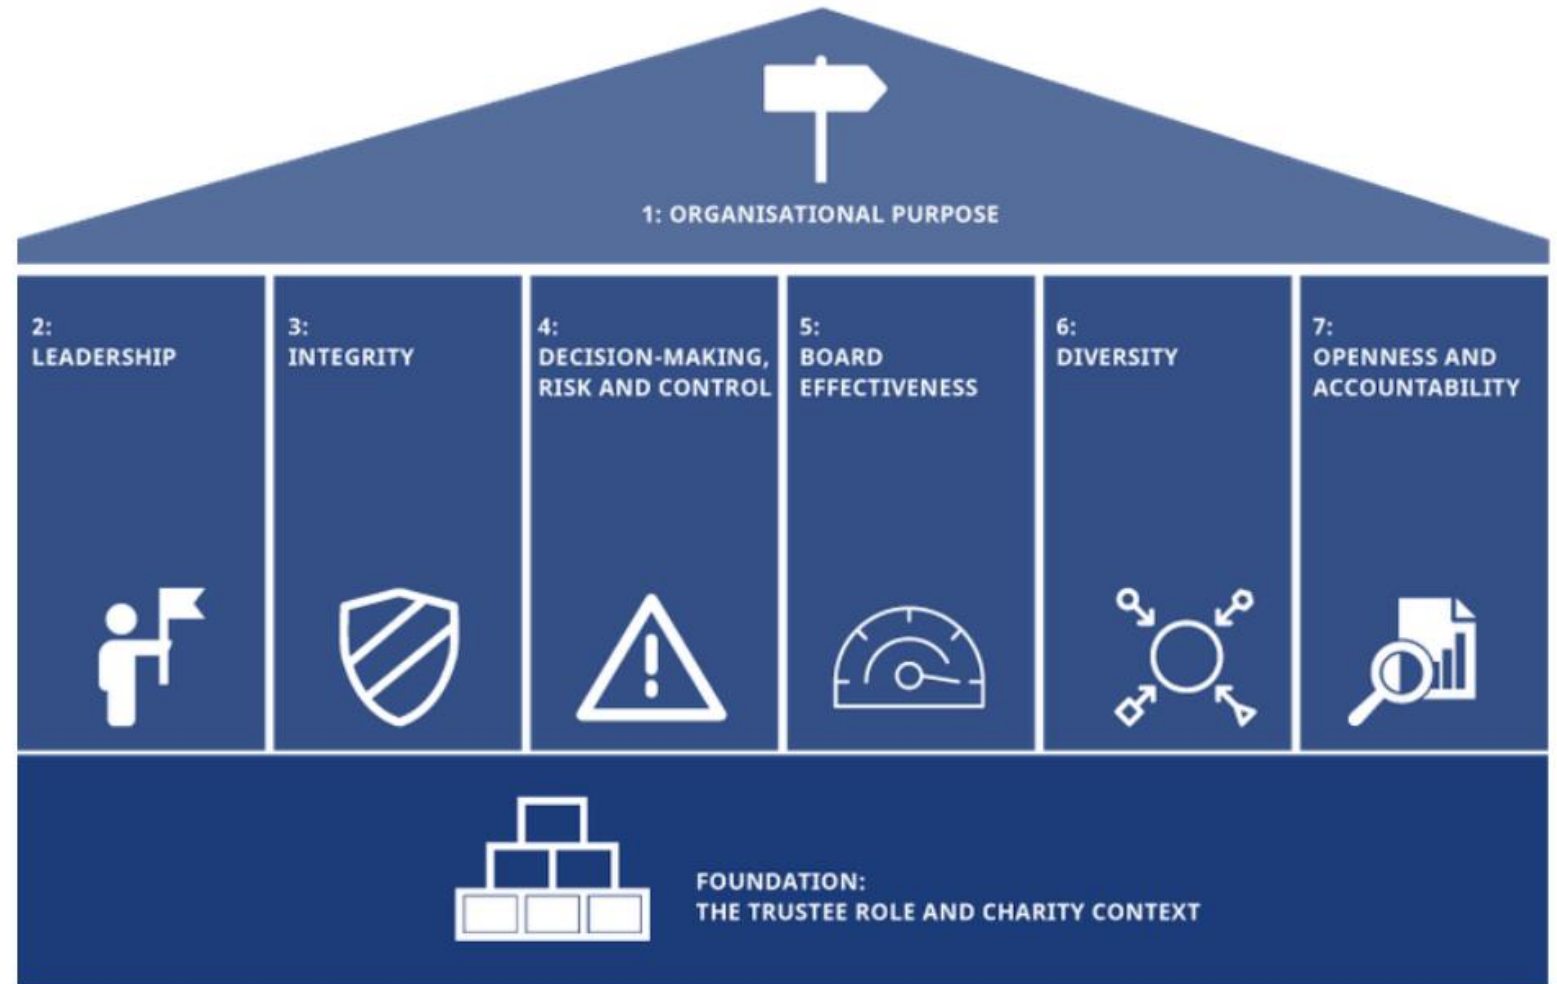 1: ORGANISATIONAL PURPOSE
2:
LEADERSHIP
3:
INTEGRITY
4:
DECISION-MAKING,
RISK AND CONTROL
5:
BOARD
EFFECTIVENESS
6:
DIVERSITY
7:
OPENNESS AND
ACCOUNTABILITY
FOUNDATION:
THE TRUSTEE ROLE AND CHARITY CONTEXT